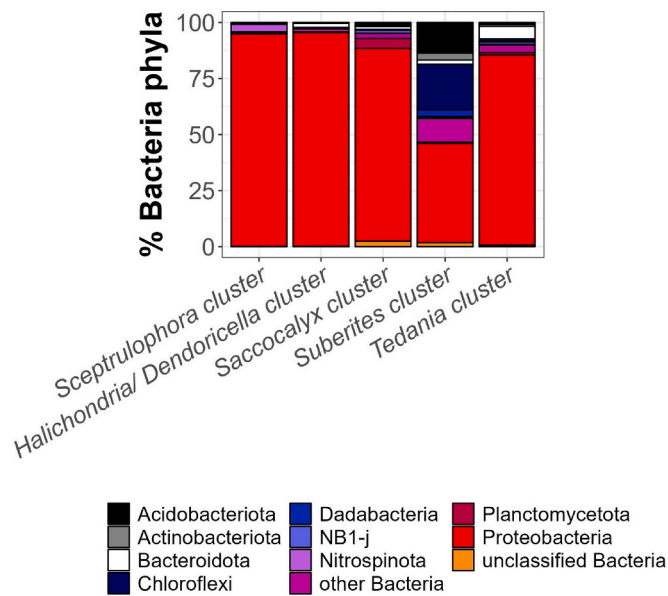 % Bacteria phyla
100
75
50
25
0
Sceptrulophora cluster
Halichondria/ Dendoricella cluster
Saccocalyx cluster
Suberites cluster
Tedania cluster
Acidobacteriota
Actinobacteriota
Bacteroidota
Chloroflexi
Dadabacteria
NB1-j
Nitrospinota
other Bacteria
Planctomycetota
Proteobacteria
unclassified Bacteria